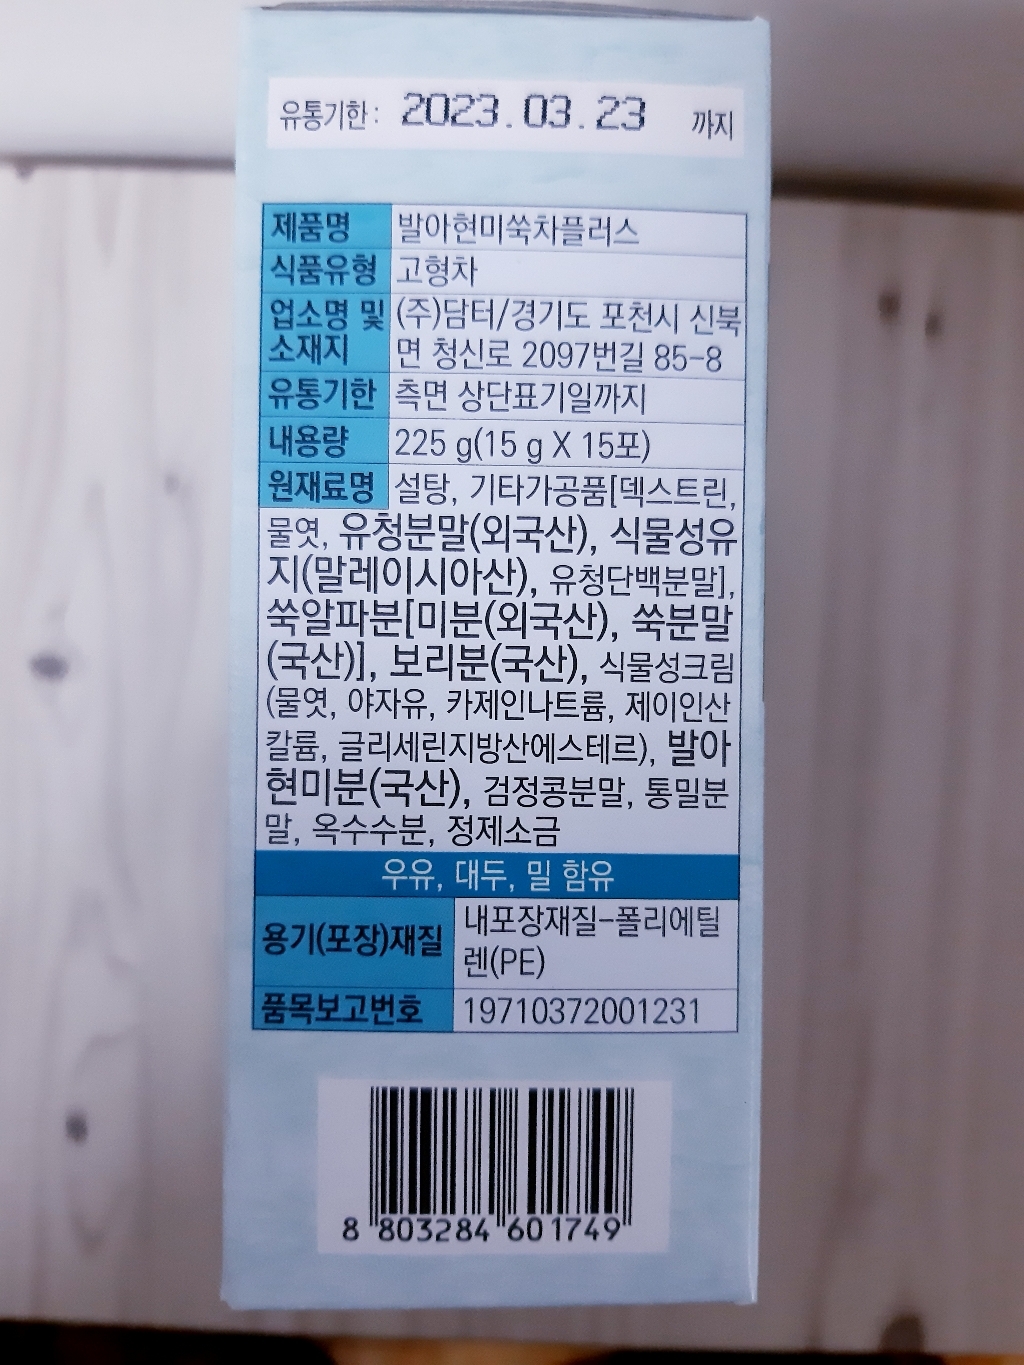 유통기한: 2023.03.23 까지
제품명 발아현미쑥차플러스
식품유형 고형차
업소명 및 (주)담터/경기도 포천시 신북
소재지 면 청신로 2097번길 85-8
유통기한 측면 상단표기일까지
내용량 225 g(15 g X 15포)
원재료명 설탕, 기타가공품[덱스트린,
물엿, 유청분말(외국산), 식물성유
지(말레이시아산), 유청단백분말],
쑥알파분[미분(외국산), 쑥분말
(국산)], 보리분(국산), 식물성크림
(물엿, 야자유, 카제인나트륨, 제이인산
칼륨, 글리세린지방산에스테르), 발아
현미분(국산), 검정콩분말, 통밀분
말, 옥수수분, 정제소금
우유, 대두, 밀 함유
용기(포장)재질 내포장재질-폴리에틸
렌(PE)
품목보고번호 19710372001231
8 803284 601749